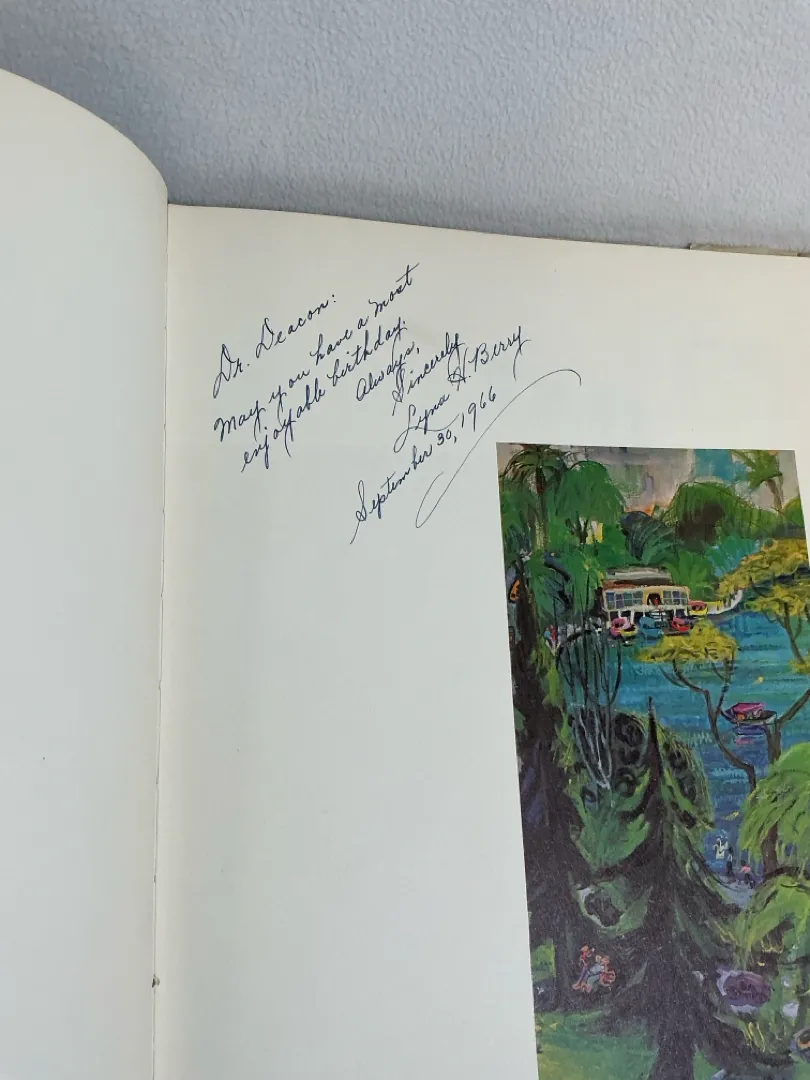 Dr. Deacon:
May you have a most
enjoyable birthday.
Always,
Sincerely
Lyna H. Berry
September 30, 1966